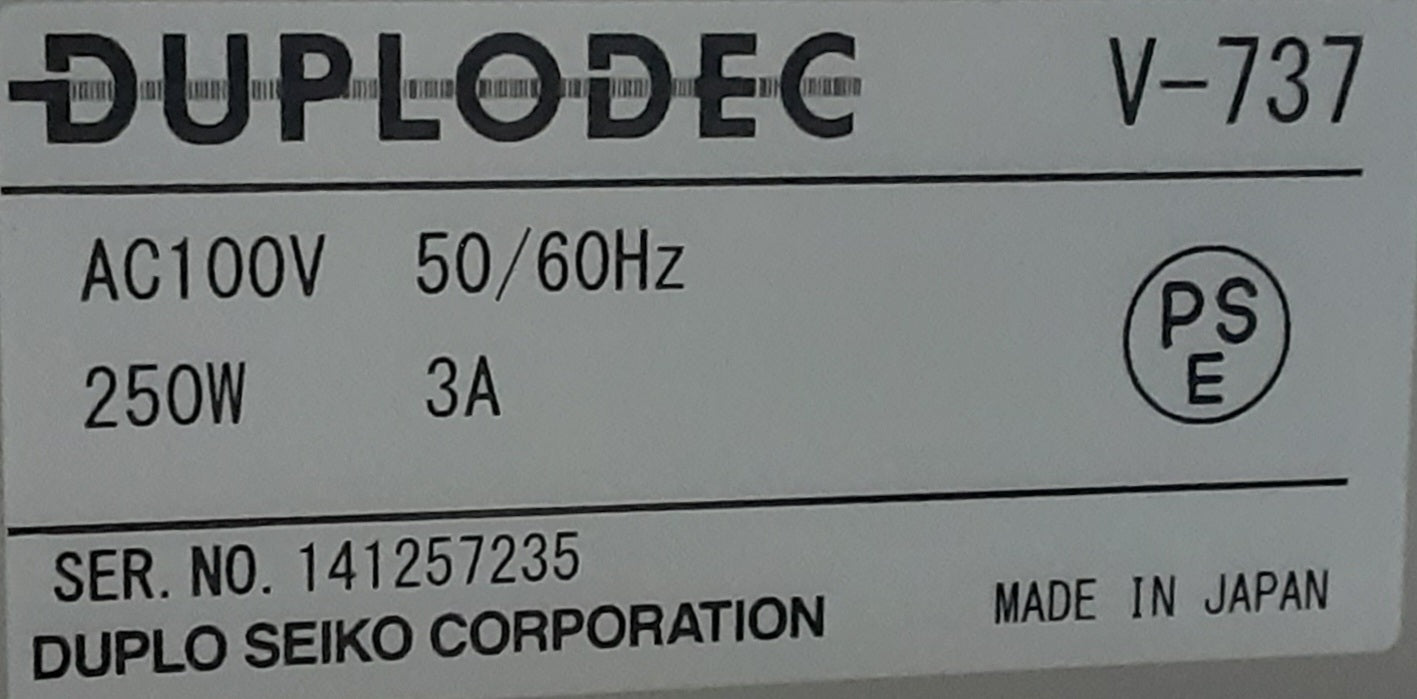 DUPLODEC V-737
AC100V 50/60Hz
250W 3A
PS
E
SER. NO. 141257235
DUPLO SEIKO CORPORATION
MADE IN JAPAN